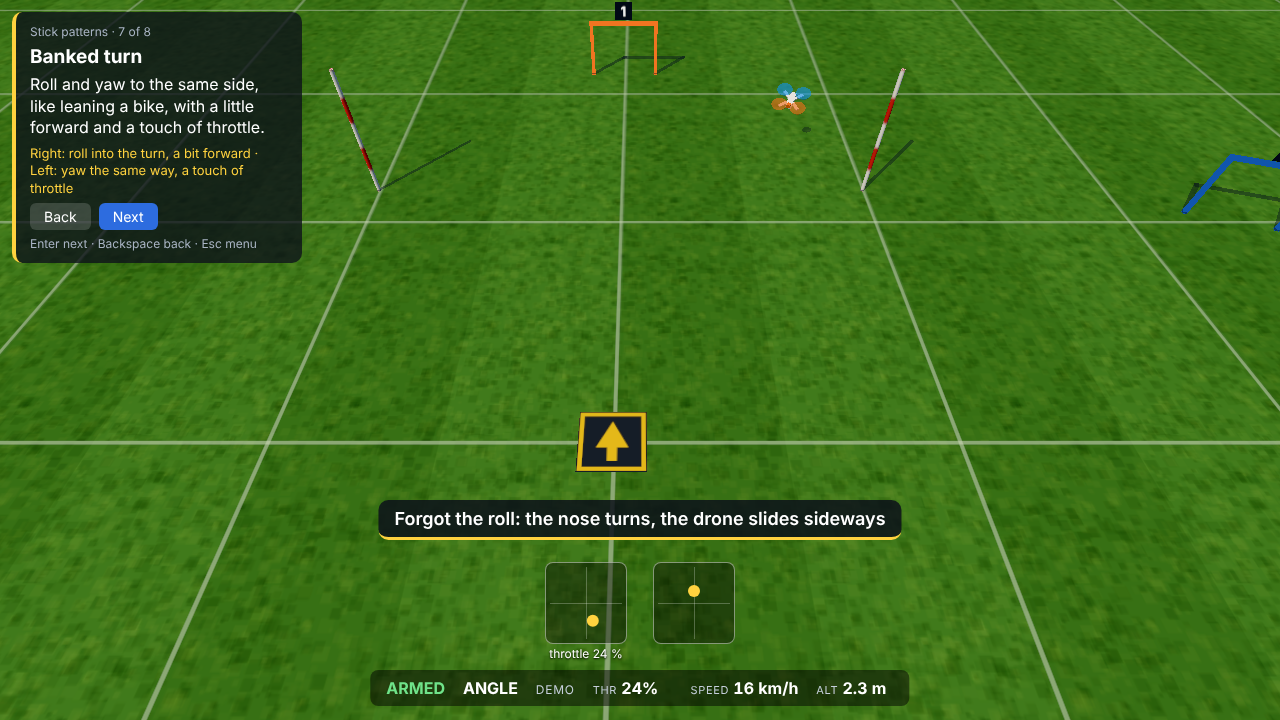 1
Stick patterns · 7 of 8
Banked turn
Roll and yaw to the same side,
like leaning a bike, with a little
forward and a touch of throttle.
Right: roll into the turn, a bit forward ·
Left: yaw the same way, a touch of
throttle
Back Next
Enter next · Backspace back · Esc menu
Forgot the roll: the nose turns, the drone slides sideways
throttle 24 %
ARMED ANGLE DEMO THR 24% SPEED 16 km/h ALT 2.3 m